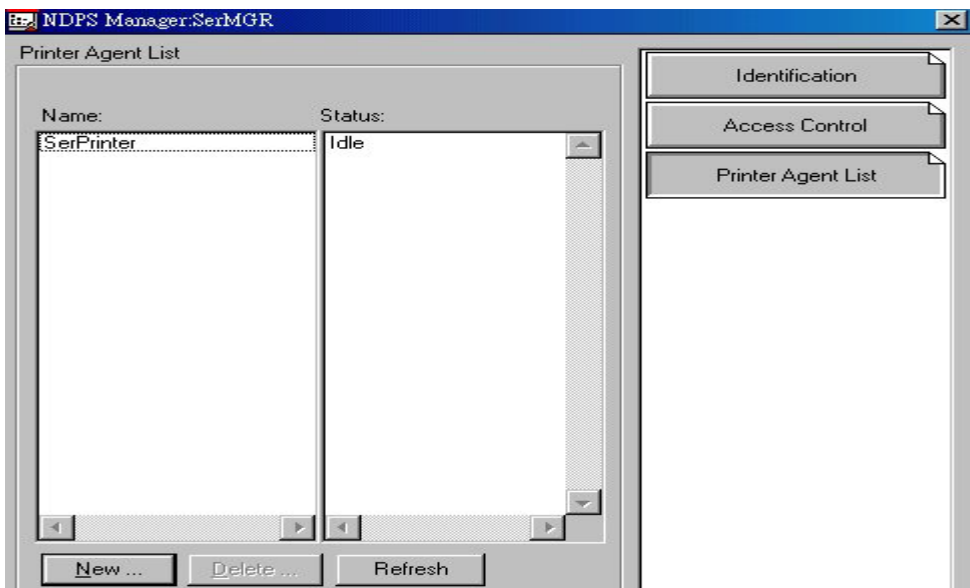 NDPS Manager:SerMGR
Printer Agent List
Name:
Status:
SerPrinter
Idle
New ...
Delete ...
Refresh
Identification
Access Control
Printer Agent List